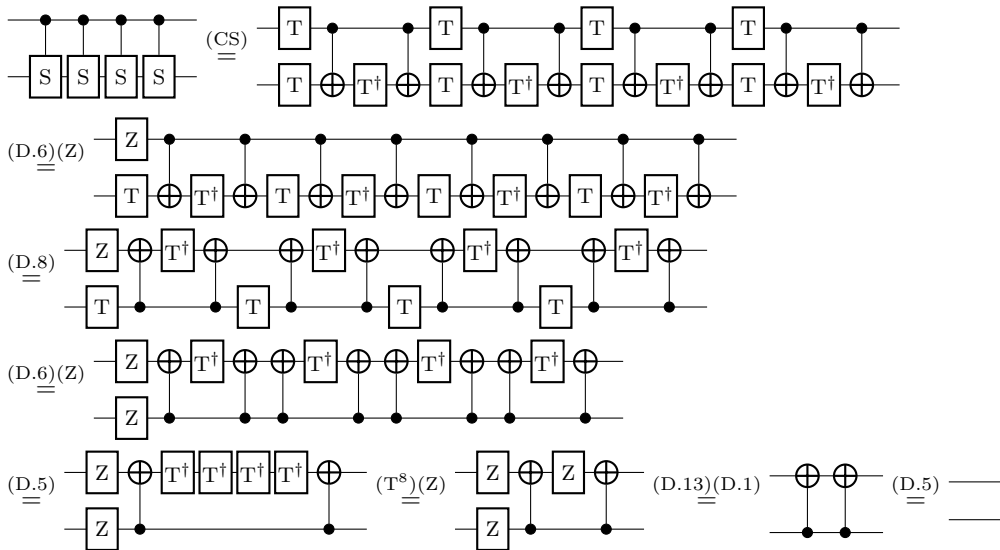 S S S S (CS) = T T T T
T T† T T† T T† T T†
(D.6)(Z) = Z
T T† T T† T T† T T†
(D.8) = Z T† T† T† T†
T T T T
(D.6)(Z) = Z T† T† T† T†
Z
(D.5) = Z T† T† T† T† (T⁸)(Z) = Z Z (D.13)(D.1) = (D.5) =
Z Z